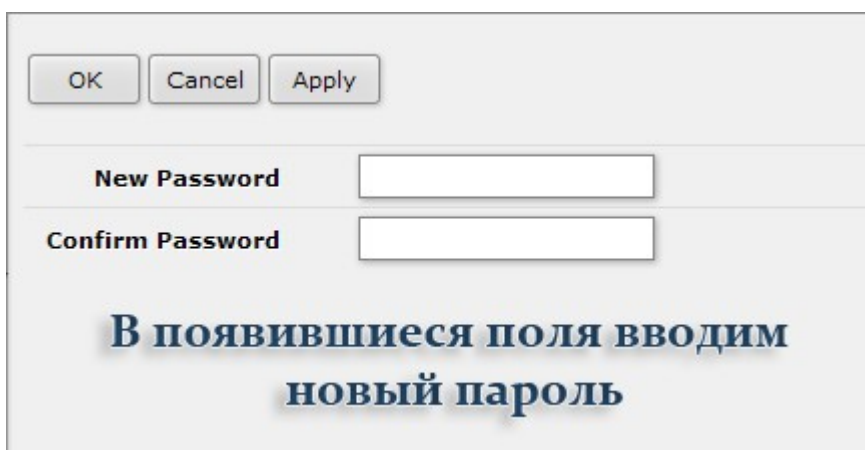 OK Cancel Apply
New Password
Confirm Password
В появившиеся поля вводим
новый пароль